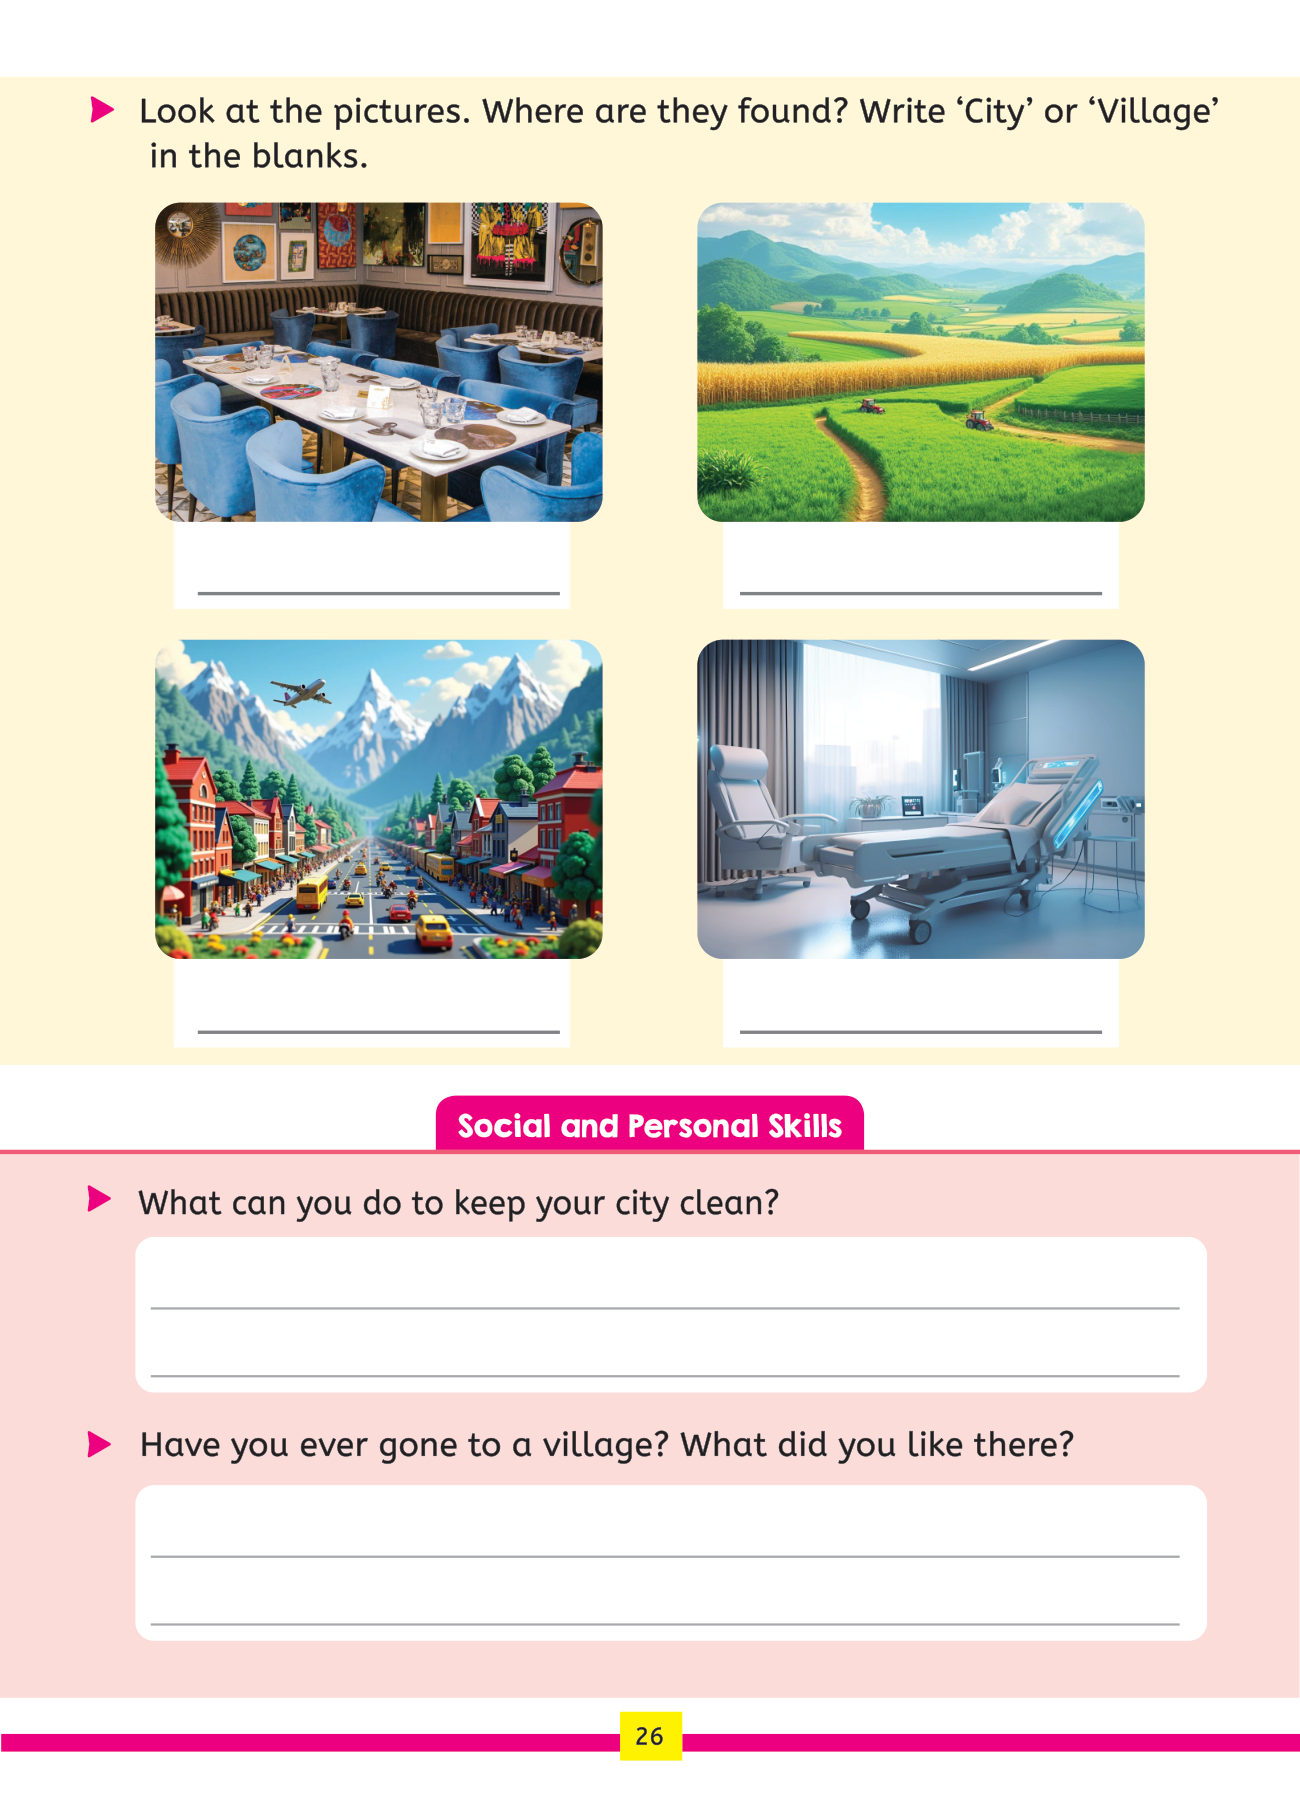 Look at the pictures. Where are they found? Write ‘City’ or ‘Village’
in the blanks.
Social and Personal Skills
What can you do to keep your city clean?
Have you ever gone to a village? What did you like there?
26